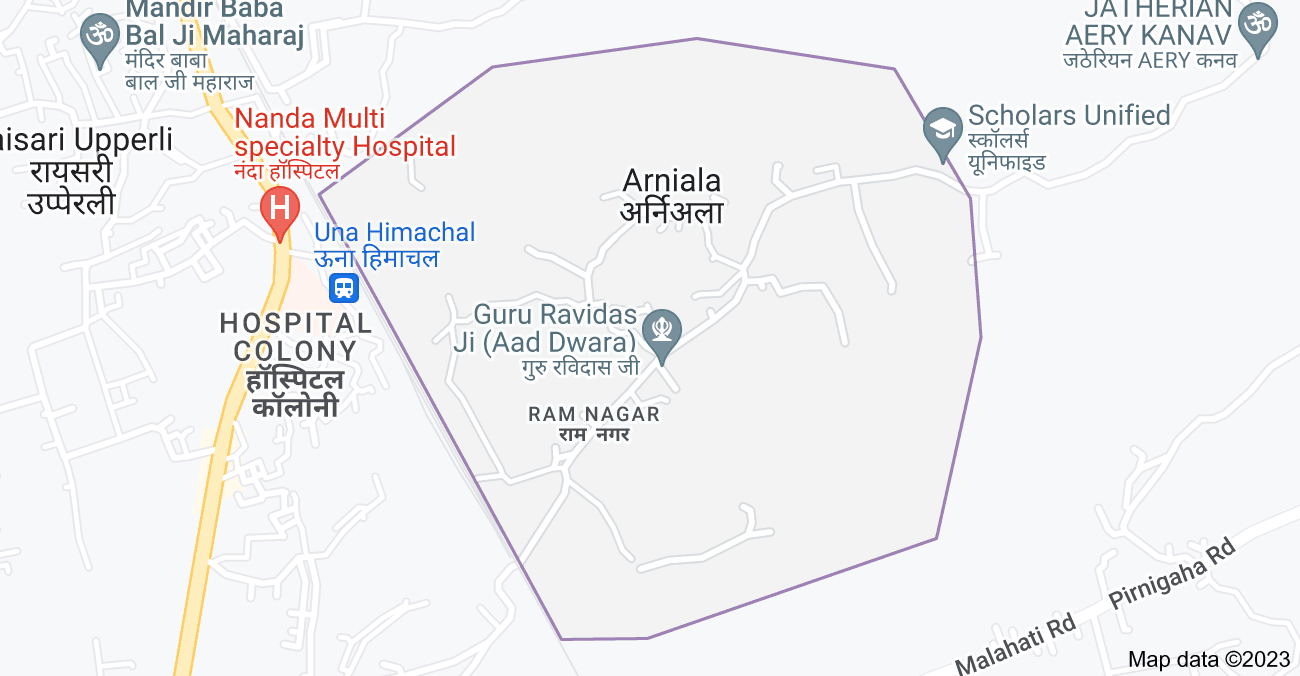 Mandir Baba
Bal Ji Maharaj
मंदिर बाबा
बाल जी महाराज
JATHERIAN
AERY KANAV
जठेरियन AERY कनव
Nanda Multi
specialty Hospital
नंदा हॉस्पिटल
Scholars Unified
स्कॉलर्स
यूनिफाइड
aisari Upperli
रायसरी
उप्पेरली
Arniala
अर्निअला
H
Una Himachal
ऊना हिमाचल
HOSPITAL
COLONY
हॉस्पिटल
कॉलोनी
Guru Ravidas
Ji (Aad Dwara)
गुरु रविदास जी
RAM NAGAR
राम नगर
Pirnigaha Rd
Malahati Rd
Map data ©2023